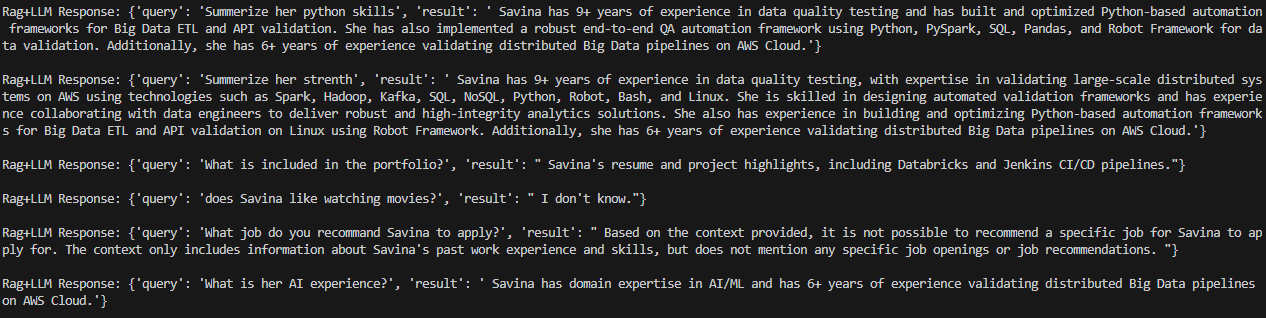 Rag+LLM Response: {'query': 'Summerize her python skills', 'result': ' Savina has 9+ years of experience in data quality testing and has built and optimized Python-based automation
 frameworks for Big Data ETL and API validation. She has also implemented a robust end-to-end QA automation framework using Python, PySpark, SQL, Pandas, and Robot Framework for da
ta validation. Additionally, she has 6+ years of experience validating distributed Big Data pipelines on AWS Cloud.'}
Rag+LLM Response: {'query': 'Summerize her strenth', 'result': ' Savina has 9+ years of experience in data quality testing, with expertise in validating large-scale distributed sys
tems on AWS using technologies such as Spark, Hadoop, Kafka, SQL, NoSQL, Python, Robot, Bash, and Linux. She is skilled in designing automated validation frameworks and has experie
nce collaborating with data engineers to deliver robust and high-integrity analytics solutions. She also has experience in building and optimizing Python-based automation framework
s for Big Data ETL and API validation on Linux using Robot Framework. Additionally, she has 6+ years of experience validating distributed Big Data pipelines on AWS Cloud.'}
Rag+LLM Response: {'query': 'What is included in the portfolio?', 'result': " Savina's resume and project highlights, including Databricks and Jenkins CI/CD pipelines."}
Rag+LLM Response: {'query': 'does Savina like watching movies?', 'result': " I don't know."}
Rag+LLM Response: {'query': 'What job do you recommand Savina to apply?', 'result': " Based on the context provided, it is not possible to recommend a specific job for Savina to ap
ply for. The context only includes information about Savina's past work experience and skills, but does not mention any specific job openings or job recommendations. "}
Rag+LLM Response: {'query': 'What is her AI experience?', 'result': ' Savina has domain expertise in AI/ML and has 6+ years of experience validating distributed Big Data pipelines
on AWS Cloud.'}